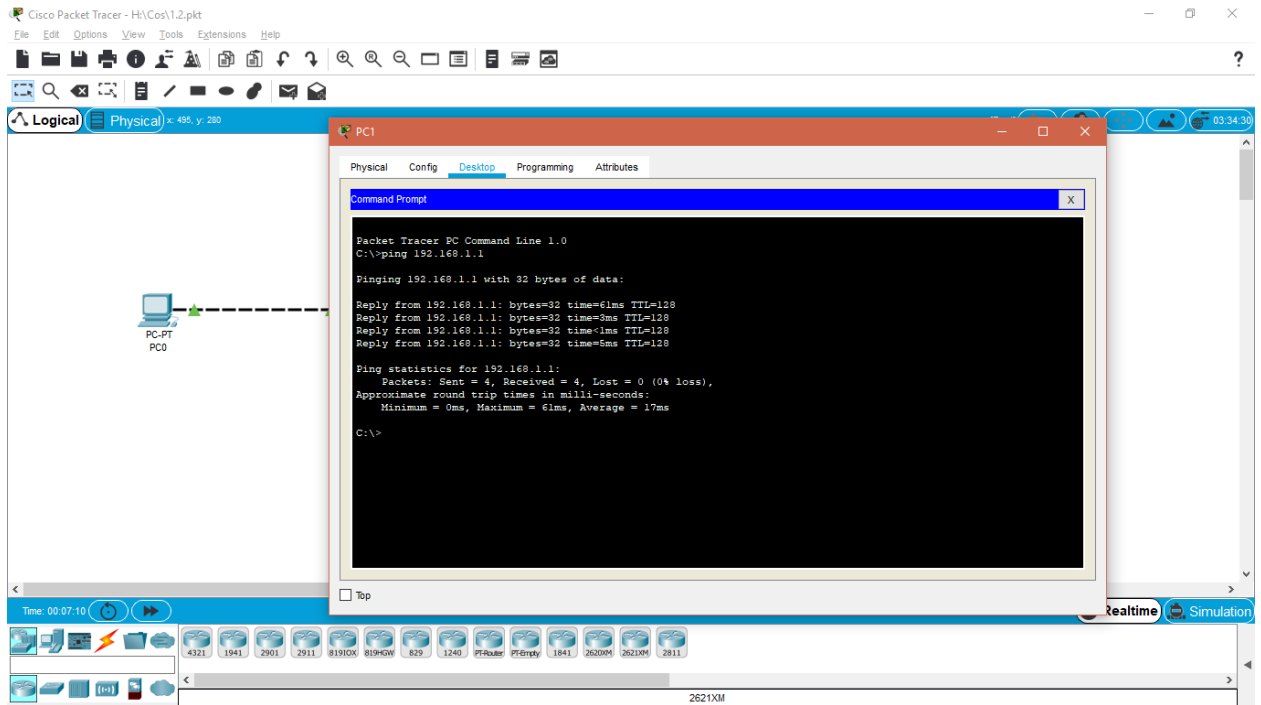 Cisco Packet Tracer - H:\Cos\1.2.pkt
File Edit Options View Tools Extensions Help
?
Logical Physical x: 495, y: 280
03:34:30
PC1
Physical Config Desktop Programming Attributes
Command Prompt
X
Packet Tracer PC Command Line 1.0
C:\>ping 192.168.1.1
Pinging 192.168.1.1 with 32 bytes of data:
Reply from 192.168.1.1: bytes=32 time=61ms TTL=128
Reply from 192.168.1.1: bytes=32 time=3ms TTL=128
Reply from 192.168.1.1: bytes=32 time<1ms TTL=128
Reply from 192.168.1.1: bytes=32 time=5ms TTL=128
Ping statistics for 192.168.1.1:
Packets: Sent = 4, Received = 4, Lost = 0 (0% loss),
Approximate round trip times in milli-seconds:
Minimum = 0ms, Maximum = 61ms, Average = 17ms
C:\>
PC-PT
PC0
Top
Time: 00:07:10
Realtime Simulation
4321 1941 2901 2911 819IOX 819HGW 829 1240 PT-Router PT-Empty 1841 2620XM 2621XM 2811
2621XM